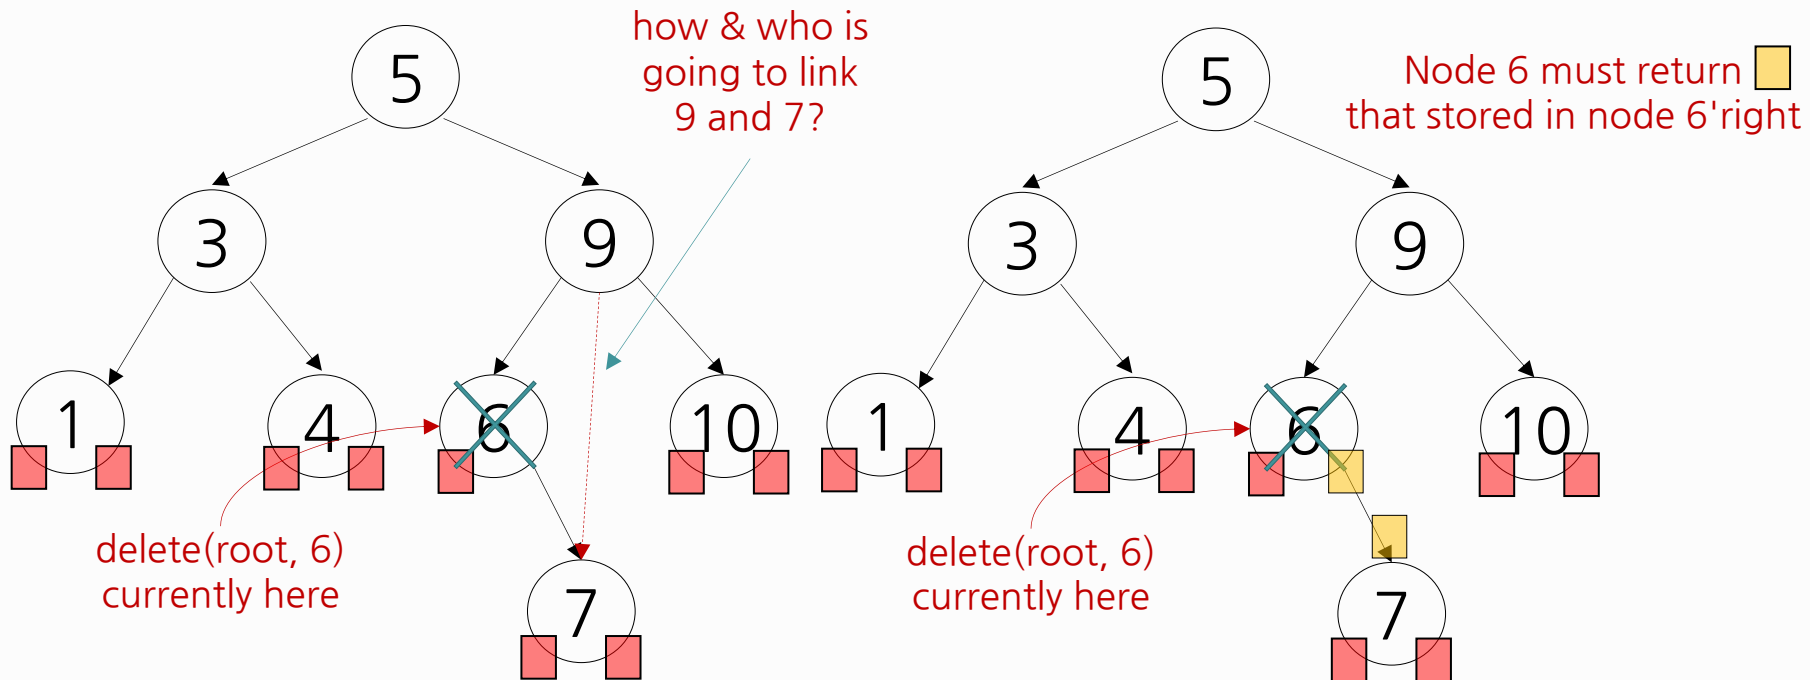 how & who is
going to link
9 and 7?
5
3
9
1
4
6
10
delete(root, 6)
currently here
7
Node 6 must return
that stored in node 6'right
5
3
9
1
4
6
10
delete(root, 6)
currently here
7